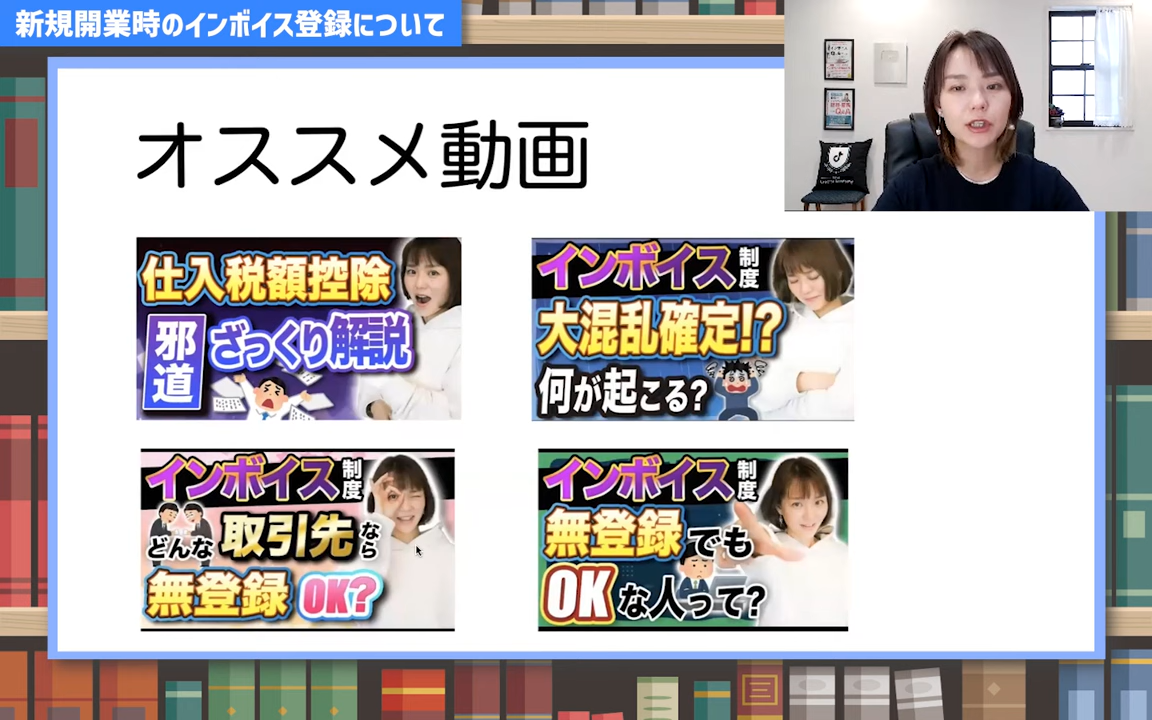 新規開業時のインボイス登録について
オススメ動画
仕入税額控除
邪道
ざっくり解説
インボイス制度
大混乱確定!?
何が起こる?
インボイス制度
どんな取引先なら
無登録OK?
インボイス制度
無登録でも
OKな人って?